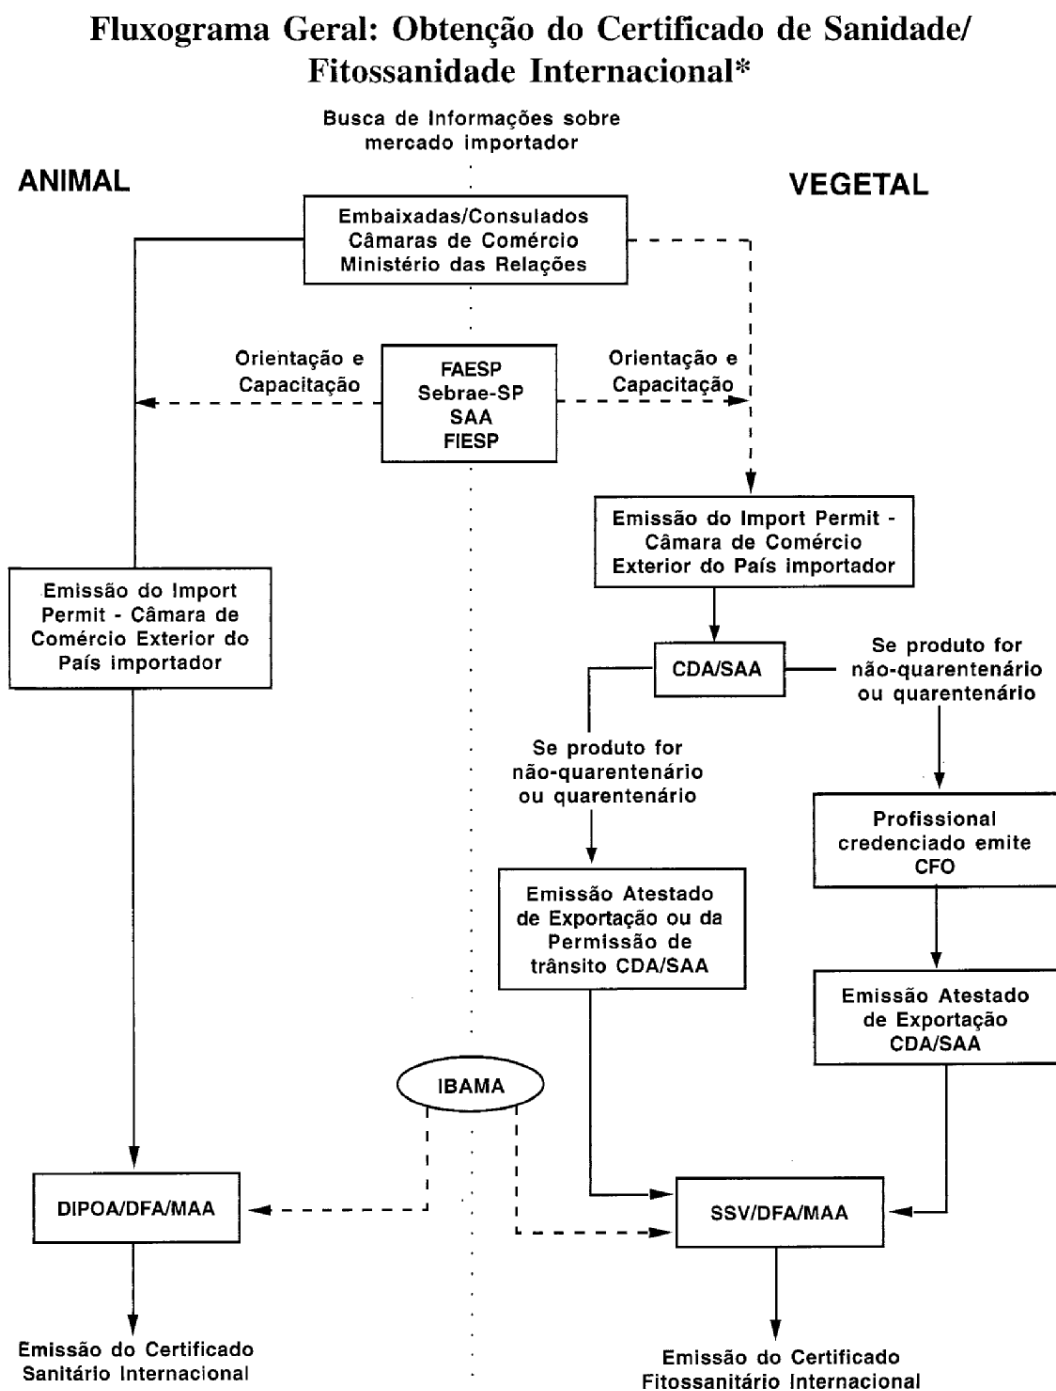 Fluxograma Geral: Obtenção do Certificado de Sanidade/
Fitossanidade Internacional*
Busca de Informações sobre
mercado importador
ANIMAL
VEGETAL
Embaixadas/Consulados
Câmaras de Comércio
Ministério das Relações
Orientação e
Capacitação
FAESP
Sebrae-SP
SAA
FIESP
Orientação e
Capacitação
Emissão do Import Permit -
Câmara de Comércio
Exterior do País importador
Emissão do Import
Permit - Câmara de
Comércio Exterior do
País importador
CDA/SAA
Se produto for
não-quarentenário
ou quarentenário
Se produto for
não-quarentenário
ou quarentenário
Profissional
credenciado emite
CFO
Emissão Atestado
de Exportação ou da
Permissão de
trânsito CDA/SAA
Emissão Atestado
de Exportação
CDA/SAA
IBAMA
DIPOA/DFA/MAA
SSV/DFA/MAA
Emissão do Certificado
Sanitário Internacional
Emissão do Certificado
Fitossanitário Internacional